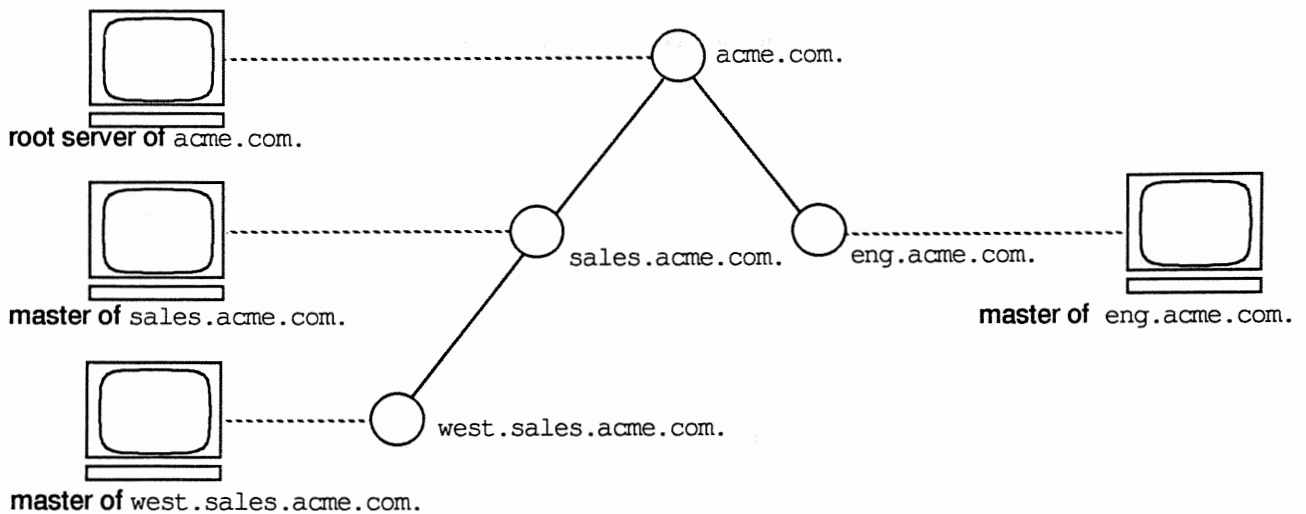 acme.com.
root server of acme.com.
sales.acme.com.
eng.acme.com.
master of sales.acme.com.
master of eng.acme.com.
west.sales.acme.com.
master of west.sales.acme.com.